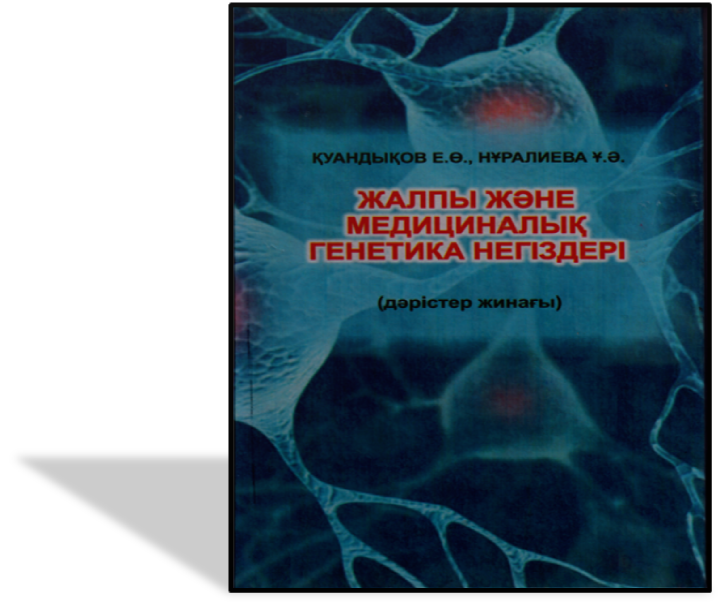 ҚУАНДЫҚОВ Е.Ө., НҰРАЛИЕВА Ұ.Ә.
ЖАЛПЫ ЖӘНЕ
МЕДИЦИНАЛЫҚ
ГЕНЕТИКА НЕГІЗДЕРІ
(дәрістер жинағы)